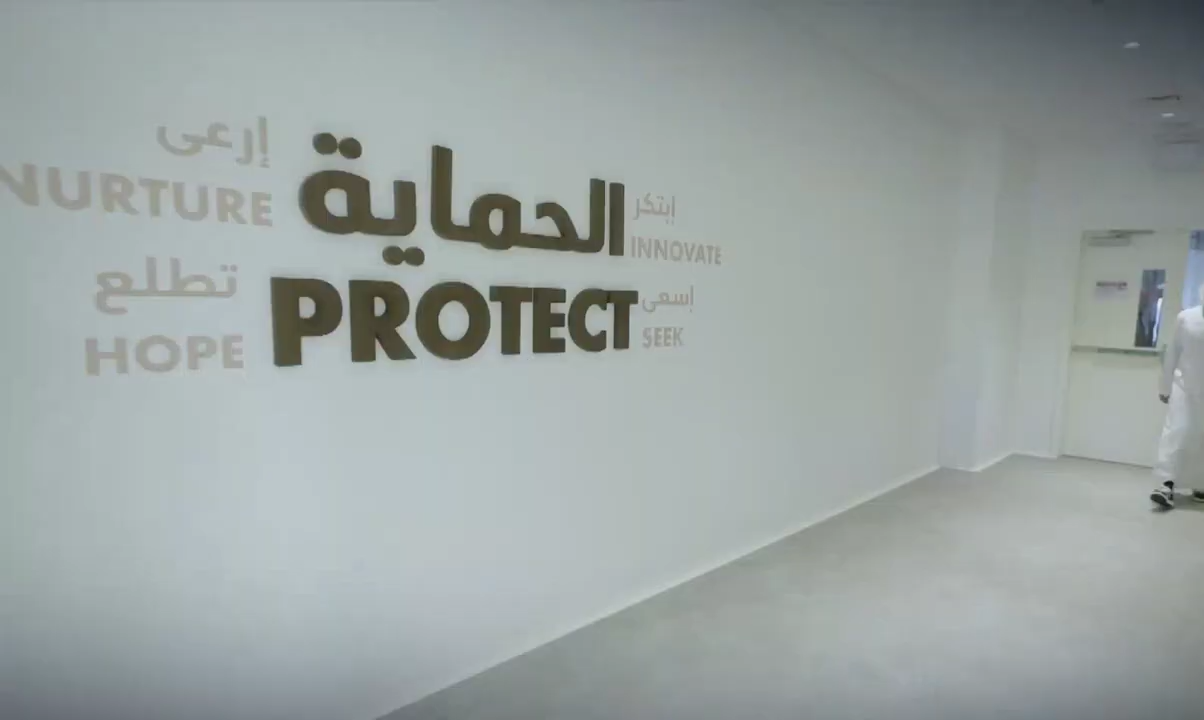 إرعى
NURTURE
تطلع
HOPE
الحماية
PROTECT
إبتكر
INNOVATE
إسعى
SEEK